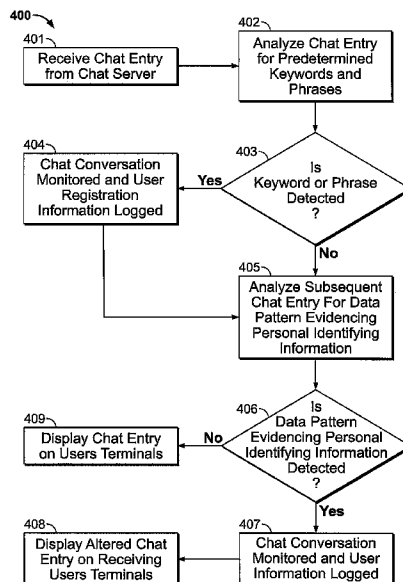 400
401
Receive Chat Entry
from Chat Server
402
Analyze Chat Entry
for Predetermined
Keywords and
Phrases
403
Is
Keyword or Phrase
Detected
?
Yes
No
404
Chat Conversation
Monitored and User
Registration
Information Logged
405
Analyze Subsequent
Chat Entry For Data
Pattern Evidencing
Personal Identifying
Information
406
Is
Data Pattern
Evidencing Personal
Identifying Information
Detected
?
No
Yes
409
Display Chat Entry
on Users Terminals
407
Chat Conversation
Monitored and User
Information Logged
408
Display Altered Chat
Entry on Receiving
Users Terminals